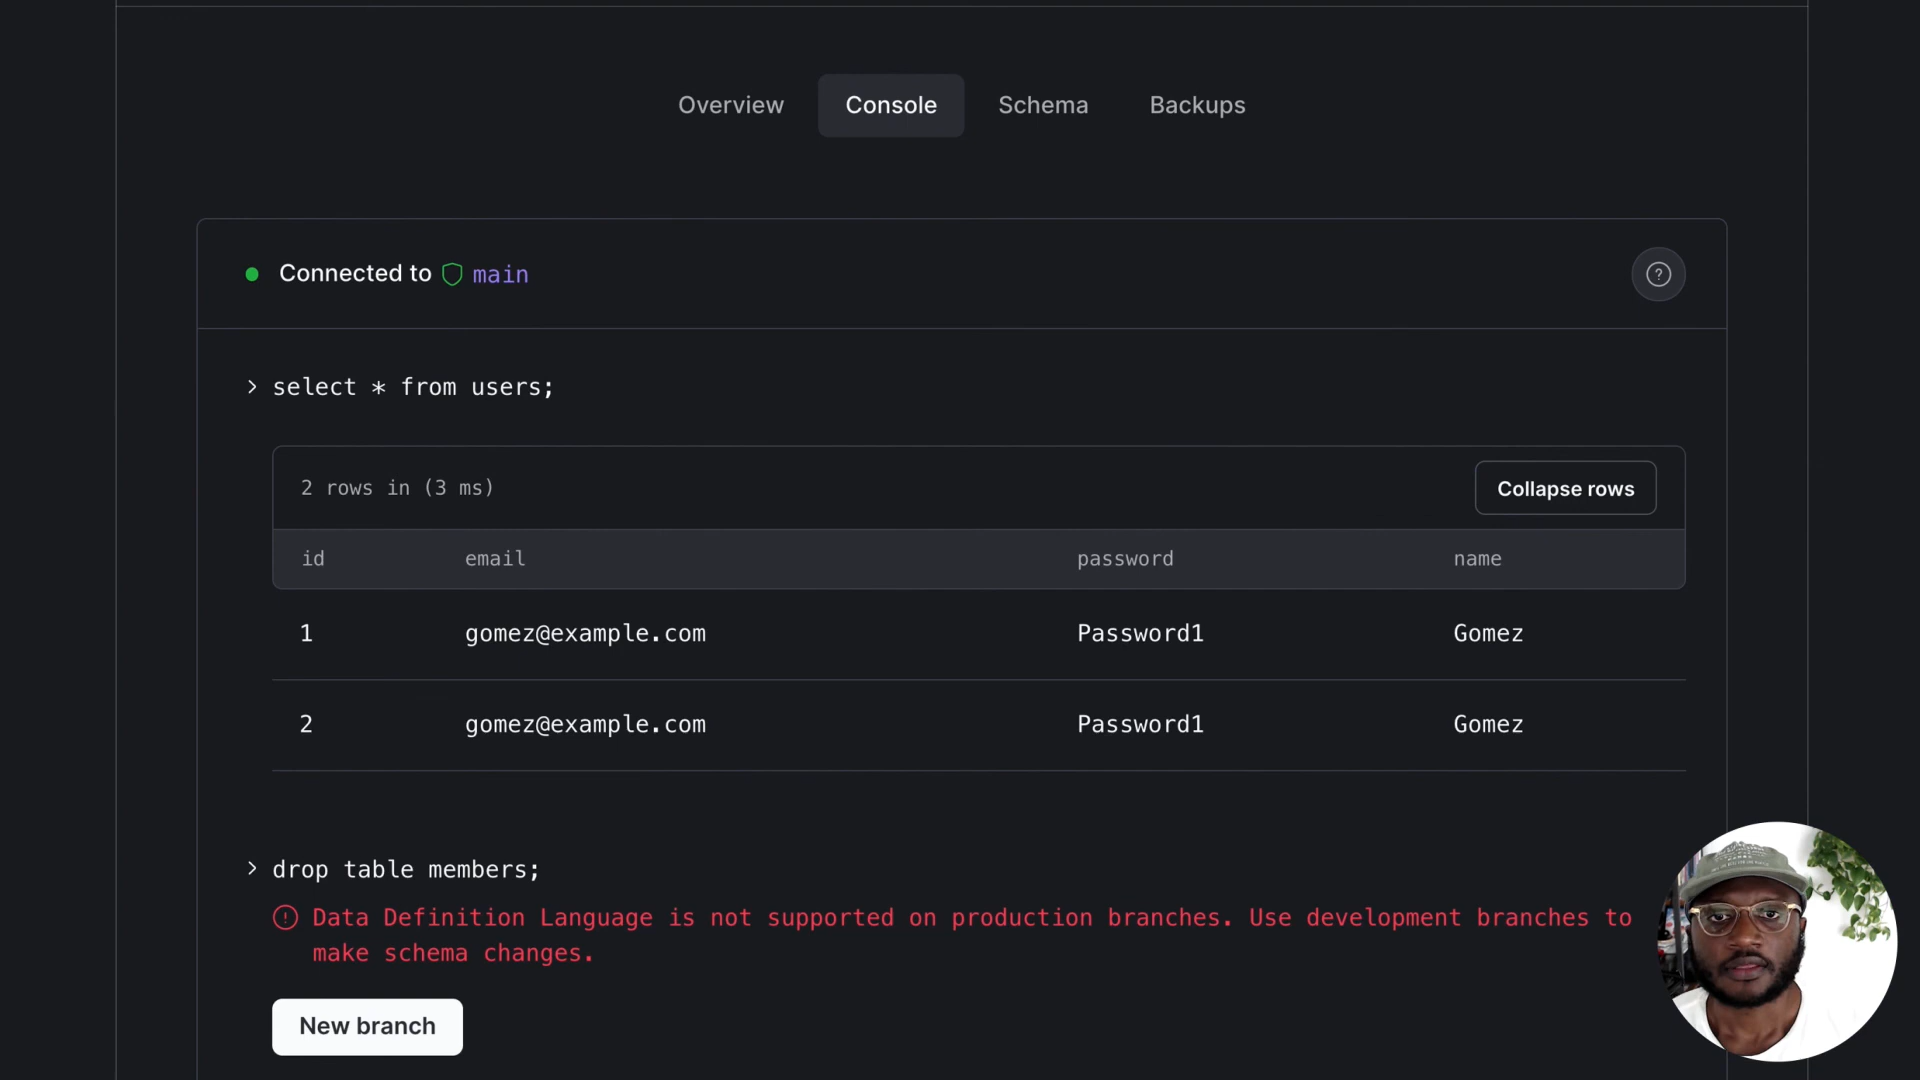 Overview Console Schema Backups
Connected to main
> select * from users;
2 rows in (3 ms) Collapse rows
id email password name
1 gomez@example.com Password1 Gomez
2 gomez@example.com Password1 Gomez
> drop table members;
Data Definition Language is not supported on production branches. Use development branches to
make schema changes.
New branch